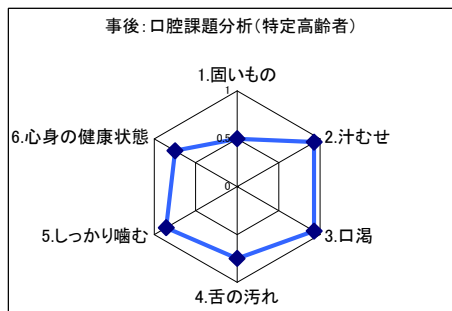 事後：口腔課題分析（特定高齢者）
1.固いもの
1
6.心身の健康状態
0.5
2.汁むせ
0
5.しっかり噛む
3.口渇
4.舌の汚れ